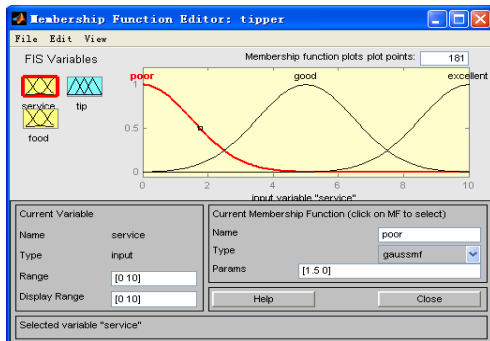 Membership Function Editor: tipper
File Edit View
FIS Variables
Membership function plots plot points: 181
poor good excellent
service tip
food
1
0.5
0
0 2 4 6 8 10
input variable "service"
Current Variable
Name service
Type input
Range [0 10]
Display Range [0 10]
Current Membership Function (click on MF to select)
Name poor
Type gaussmf
Params [1.5 0]
Help Close
Selected variable "service"